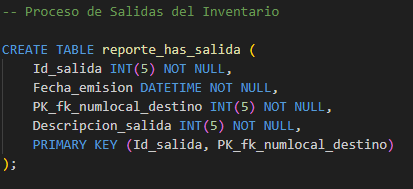 -- Proceso de Salidas del Inventario
CREATE TABLE reporte_has_salida (
Id_salida INT(5) NOT NULL,
Fecha_emision DATETIME NOT NULL,
PK_fk_numlocal_destino INT(5) NOT NULL,
Descripcion_salida INT(5) NOT NULL,
PRIMARY KEY (Id_salida, PK_fk_numlocal_destino)
);